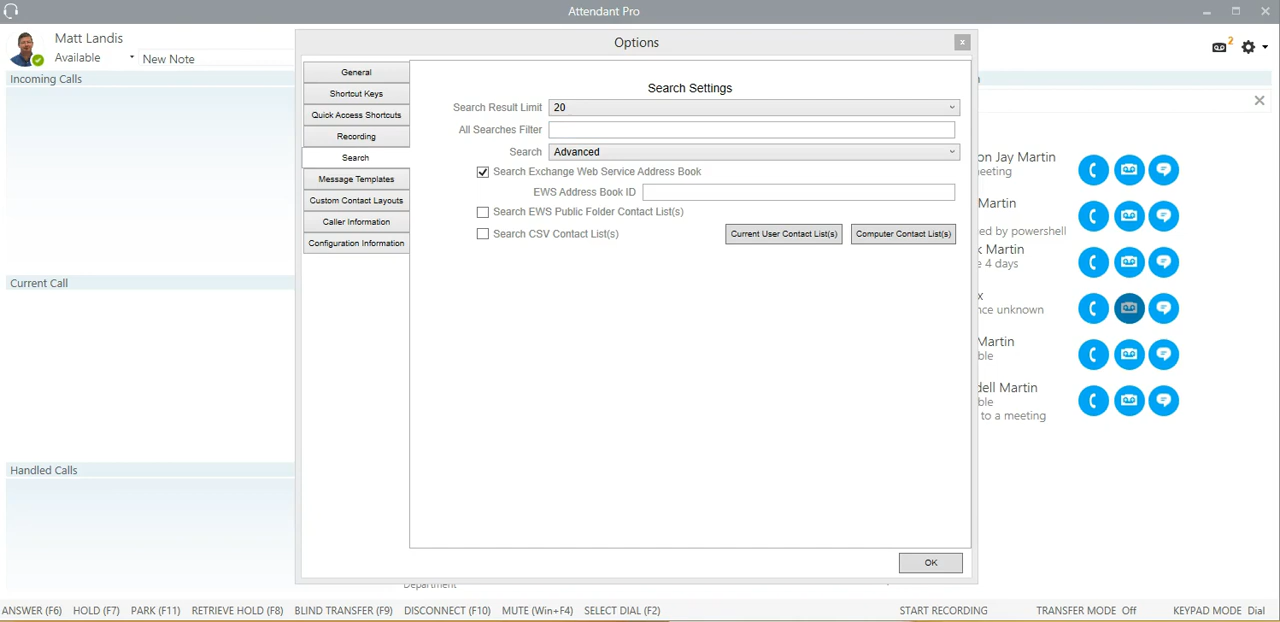 Attendant Pro
Matt Landis
Available
New Note
2
Incoming Calls
Current Call
Handled Calls
Options
General
Shortcut Keys
Quick Access Shortcuts
Recording
Search
Message Templates
Custom Contact Layouts
Caller Information
Configuration Information
Search Settings
Search Result Limit 20
All Searches Filter
Search Advanced
Search Exchange Web Service Address Book
EWS Address Book ID
Search EWS Public Folder Contact List(s)
Search CSV Contact List(s)
Current User Contact List(s)
Computer Contact List(s)
OK
on Jay Martin
eeting
Martin
ed by powershell
k Martin
e 4 days
x
nce unknown
Martin
ble
dell Martin
ble
to a meeting
Department
ANSWER (F6) HOLD (F7) PARK (F11) RETRIEVE HOLD (F8) BLIND TRANSFER (F9) DISCONNECT (F10) MUTE (Win+F4) SELECT DIAL (F2) START RECORDING TRANSFER MODE Off KEYPAD MODE Dial